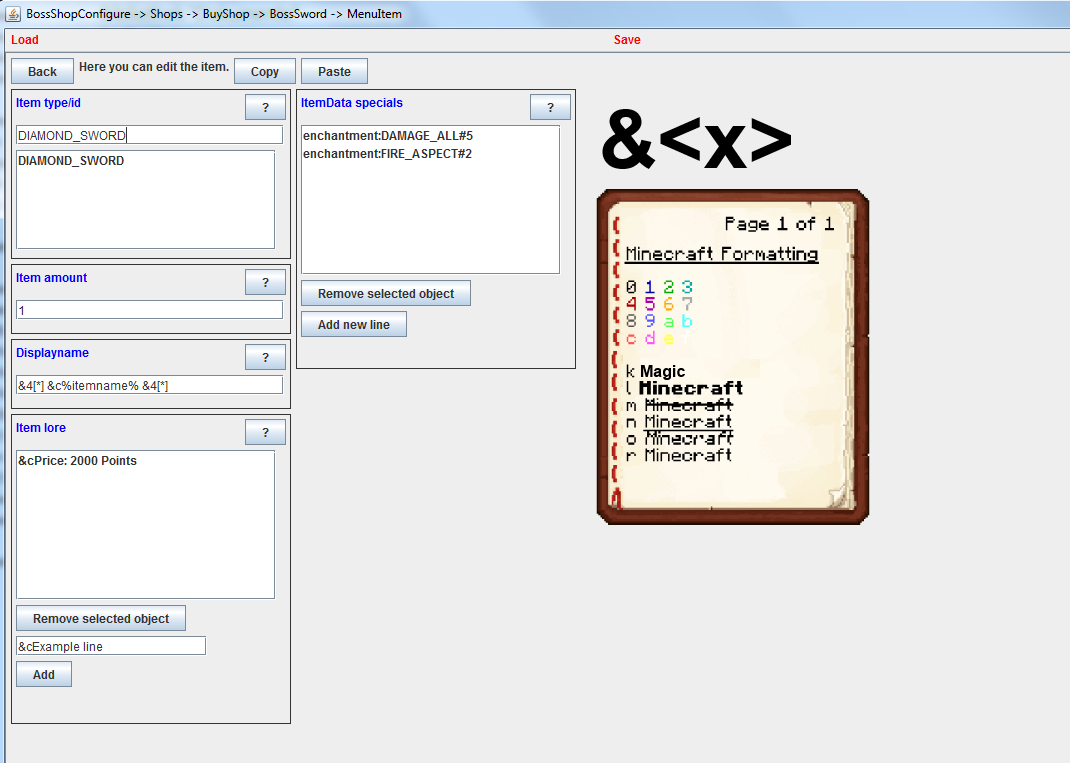 BossShopConfigure -> Shops -> BuyShop -> BossSword -> MenuItem
Load Save
Back Here you can edit the item. Copy Paste
Item type/id ?
DIAMOND_SWORD
DIAMOND_SWORD
Item amount ?
1
Displayname ?
&4[*] &c%itemname% &4[*]
Item lore ?
&cPrice: 2000 Points
Remove selected object
&cExample line
Add
ItemData specials ?
enchantment:DAMAGE_ALL#5
enchantment:FIRE_ASPECT#2
Remove selected object
Add new line
&<x>
Page 1 of 1
Minecraft Formatting
0 1 2 3
4 5 6 7
8 9 a b
c d e
k Magic
l Minecraft
m Minecraft
n Minecraft
o Minecraft
r Minecraft